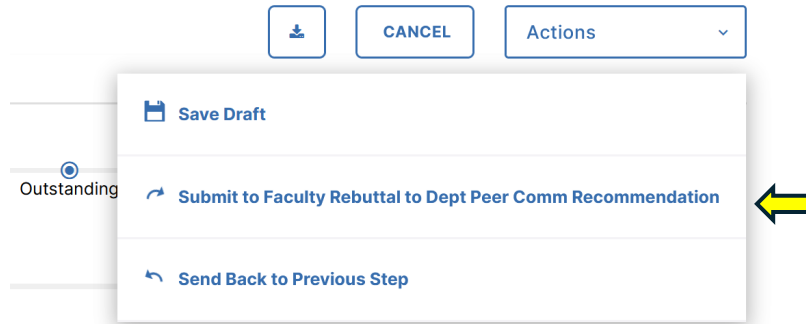 CANCEL
Actions
Save Draft
Outstanding
Submit to Faculty Rebuttal to Dept Peer Comm Recommendation
Send Back to Previous Step